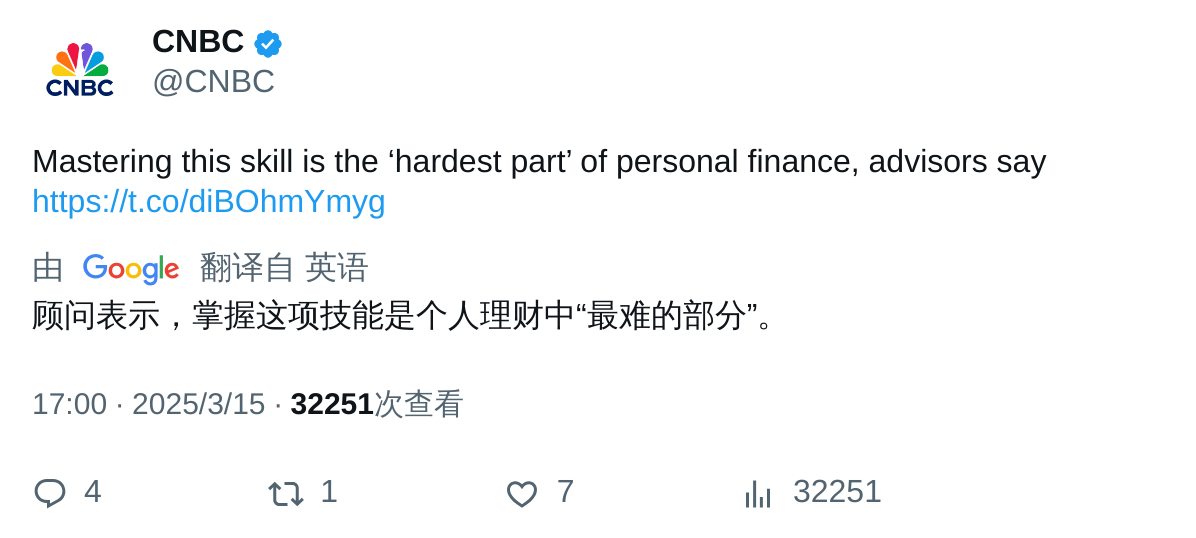 CNBC
CNBC
@CNBC
Mastering this skill is the ‘hardest part’ of personal finance, advisors say
https://t.co/diBOhmYmyg
由 Google 翻译自 英语
顾问表示，掌握这项技能是个人理财中“最难的部分”。
17:00 · 2025/3/15 · 32251次查看
4 1 7 32251